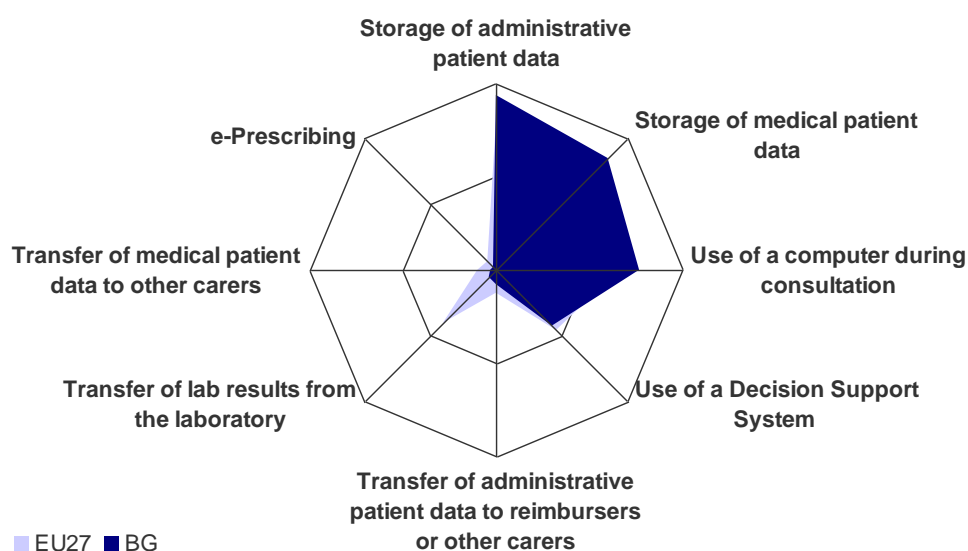 Storage of administrative
patient data
Storage of medical patient
data
e-Prescribing
Use of a computer during
consultation
Transfer of medical patient
data to other carers
Use of a Decision Support
System
Transfer of lab results from
the laboratory
Transfer of administrative
patient data to reimbursers
or other carers
EU27 BG